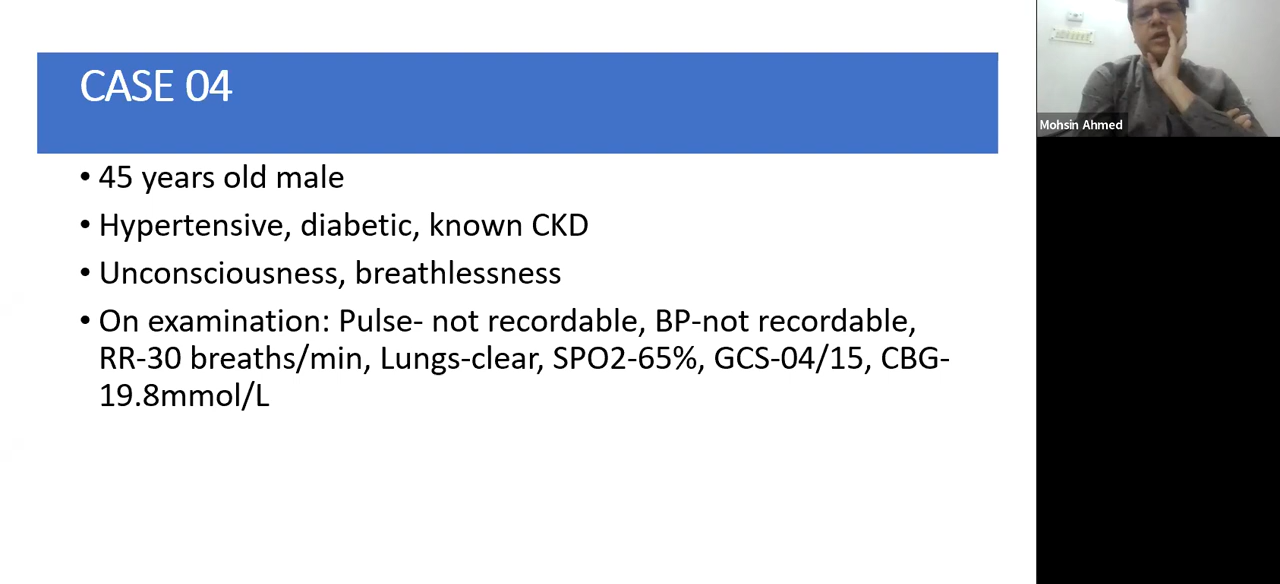 CASE 04
• 45 years old male
• Hypertensive, diabetic, known CKD
• Unconsciousness, breathlessness
• On examination: Pulse- not recordable, BP-not recordable,
RR-30 breaths/min, Lungs-clear, SPO2-65%, GCS-04/15, CBG-
19.8mmol/L
Mohsin Ahmed